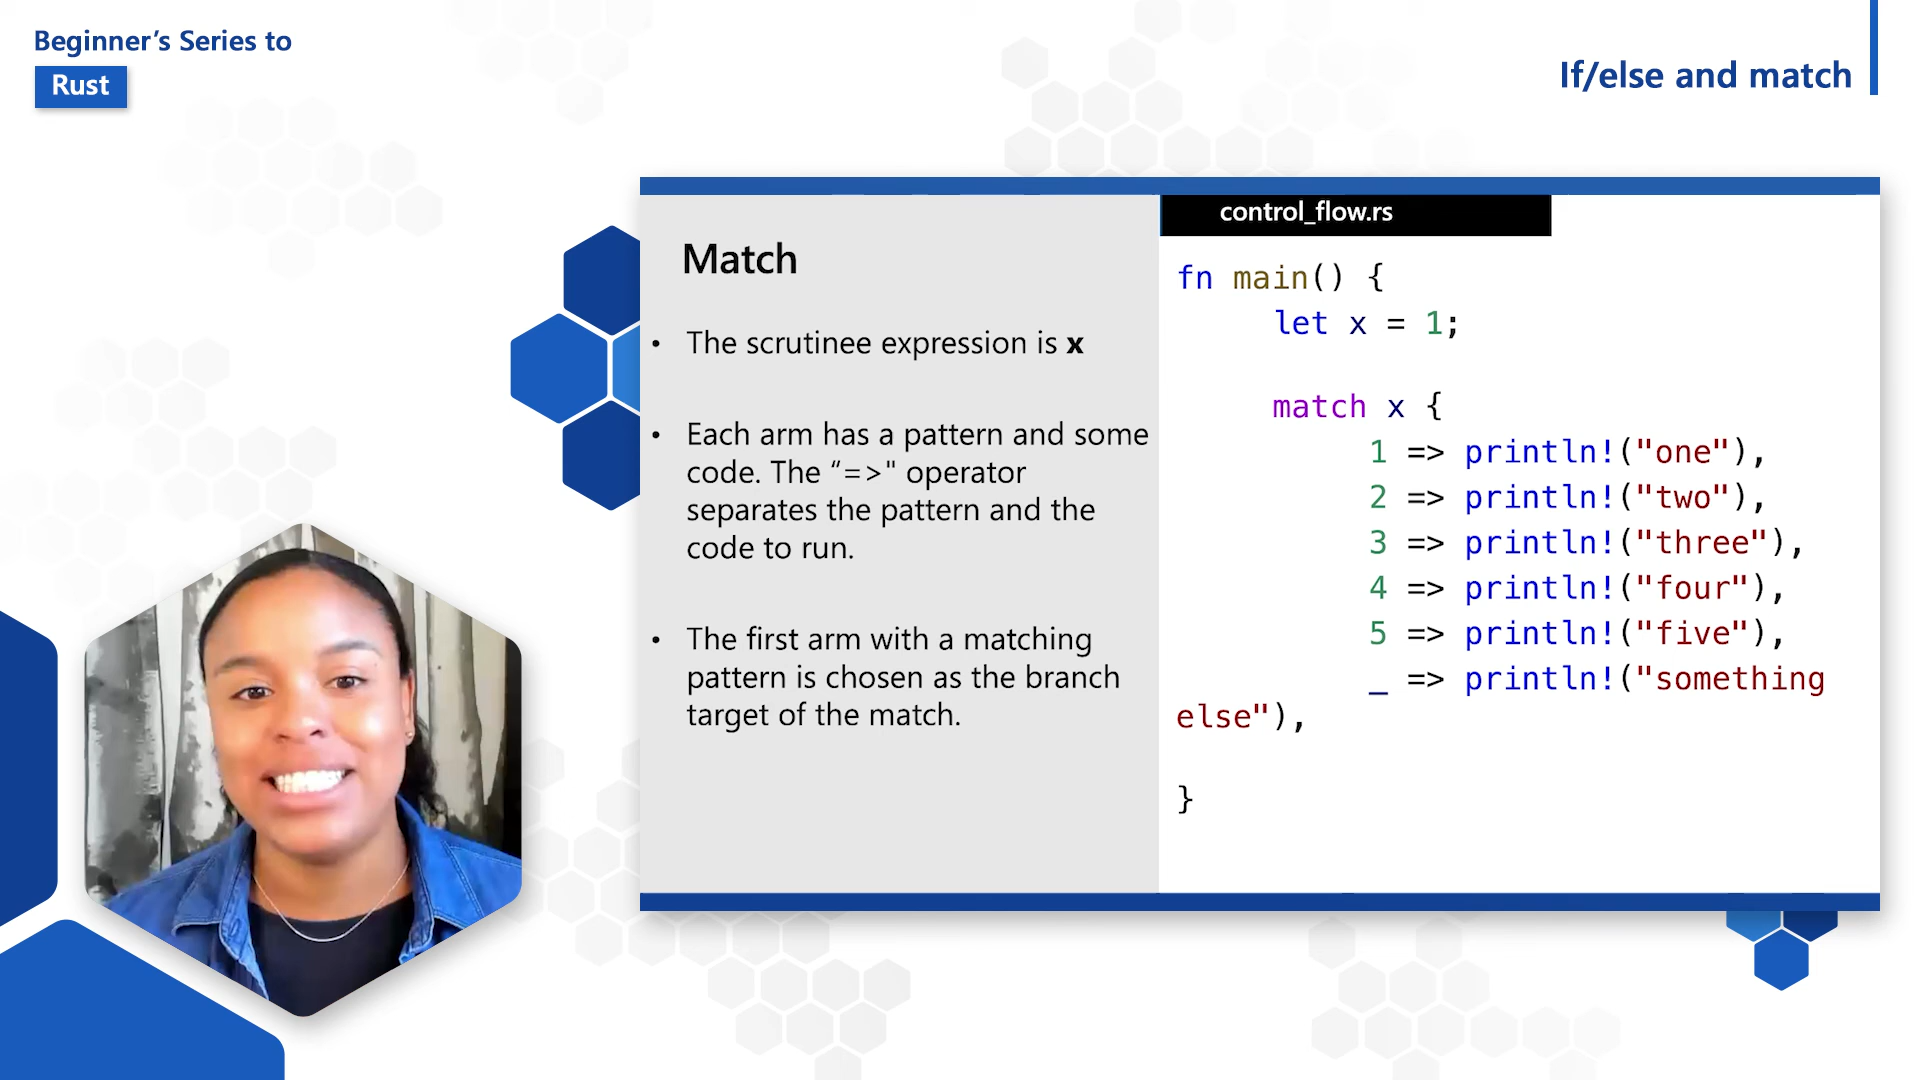 Beginner’s Series to
Rust
If/else and match
Match
• The scrutinee expression is x
• Each arm has a pattern and some
code. The “=>" operator
separates the pattern and the
code to run.
• The first arm with a matching
pattern is chosen as the branch
target of the match.
control_flow.rs
fn main() {
let x = 1;
match x {
1 => println!("one"),
2 => println!("two"),
3 => println!("three"),
4 => println!("four"),
5 => println!("five"),
_ => println!("something
else"),
}